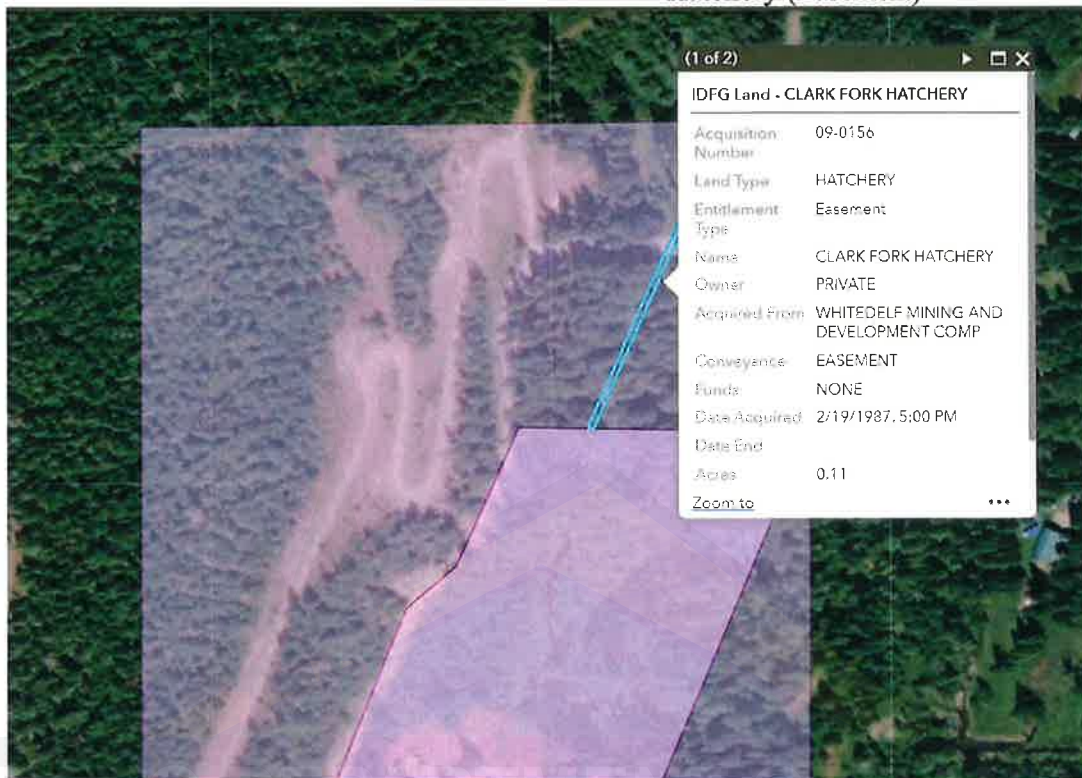 (1 of 2)
IDFG Land - CLARK FORK HATCHERY
Acquisition 09-0156
Number
Land Type HATCHERY
Entitlement Easement
Type
Name CLARK FORK HATCHERY
Owner PRIVATE
Acquired From WHITEDELF MINING AND
DEVELOPMENT COMP
Conveyance EASEMENT
Funds NONE
Date Acquired 2/19/1987, 5:00 PM
Date End
Acres 0.11
Zoom to